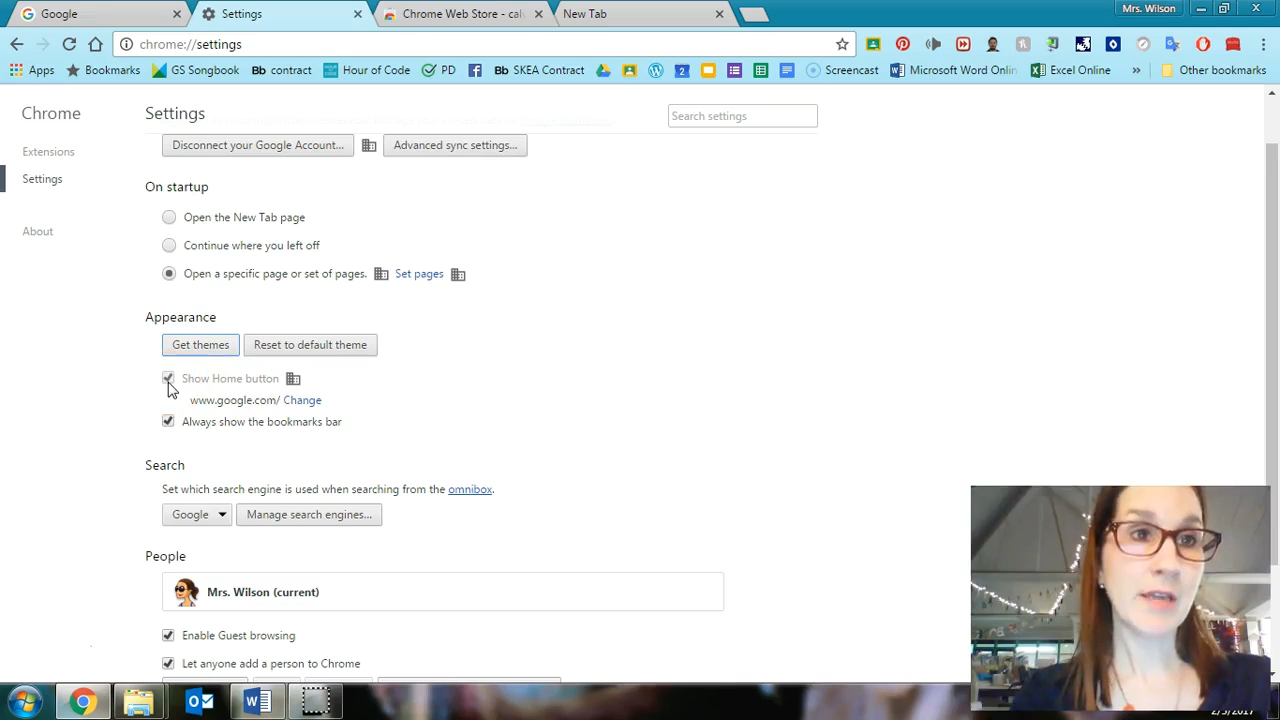 Google
Settings
Chrome Web Store - cal
New Tab
Mrs. Wilson
chrome://settings
Apps
Bookmarks
GS Songbook
Bb contract
Hour of Code
PD
Bb SKEA Contract
2
Screencast
Microsoft Word Onlin
Excel Online
»
Other bookmarks
Chrome
Settings
Search settings
Extensions
Settings
About
Disconnect your Google Account...
Advanced sync settings...
On startup
Open the New Tab page
Continue where you left off
Open a specific page or set of pages.
Set pages
Appearance
Get themes
Reset to default theme
Show Home button
www.google.com/ Change
Always show the bookmarks bar
Search
Set which search engine is used when searching from the omnibox.
Google
Manage search engines...
People
Mrs. Wilson (current)
Enable Guest browsing
Let anyone add a person to Chrome